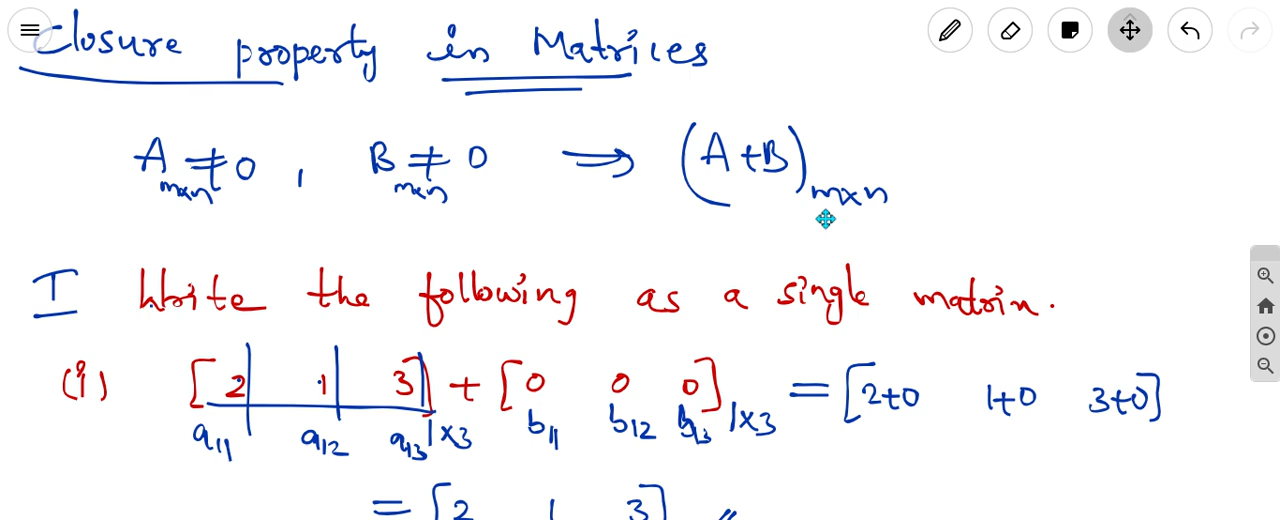 Closure property in Matrices
A m×n ≠ 0 , B m×n ≠ 0 → (A+B) m×n
I Write the following as a single matrix.
(i) [2 1 3] 1×3 + [0 0 0] 1×3 = [2+0 1+0 3+0]
a11 a12 a13 b11 b12 b13
= [2 1 3] //